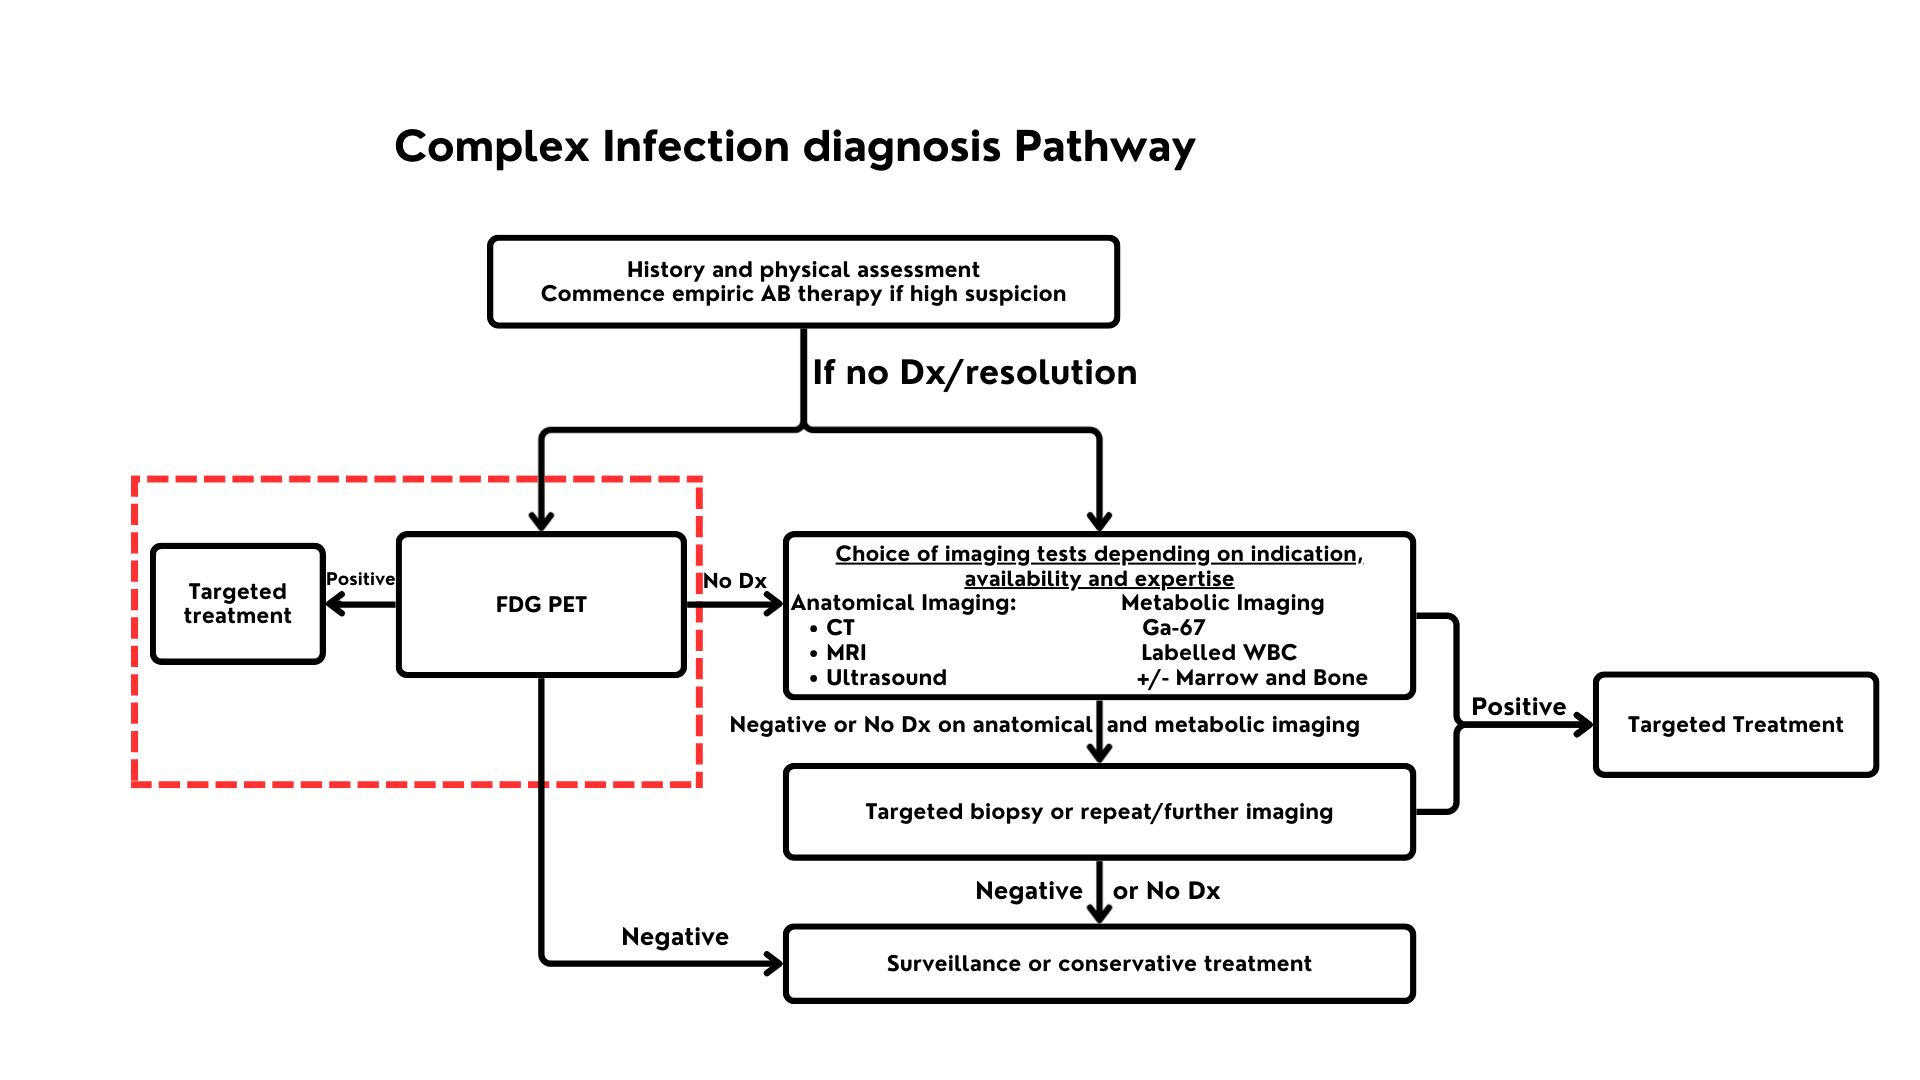 Complex Infection diagnosis Pathway
History and physical assessment
Commence empiric AB therapy if high suspicion
If no Dx/resolution
Targeted
treatment
Positive
FDG PET
No Dx
Choice of imaging tests depending on indication,
availability and expertise
Anatomical Imaging: Metabolic Imaging
• CT Ga-67
• MRI Labelled WBC
• Ultrasound +/- Marrow and Bone
Negative or No Dx on anatomical and metabolic imaging
Positive
Targeted Treatment
Targeted biopsy or repeat/further imaging
Negative or No Dx
Negative
Surveillance or conservative treatment